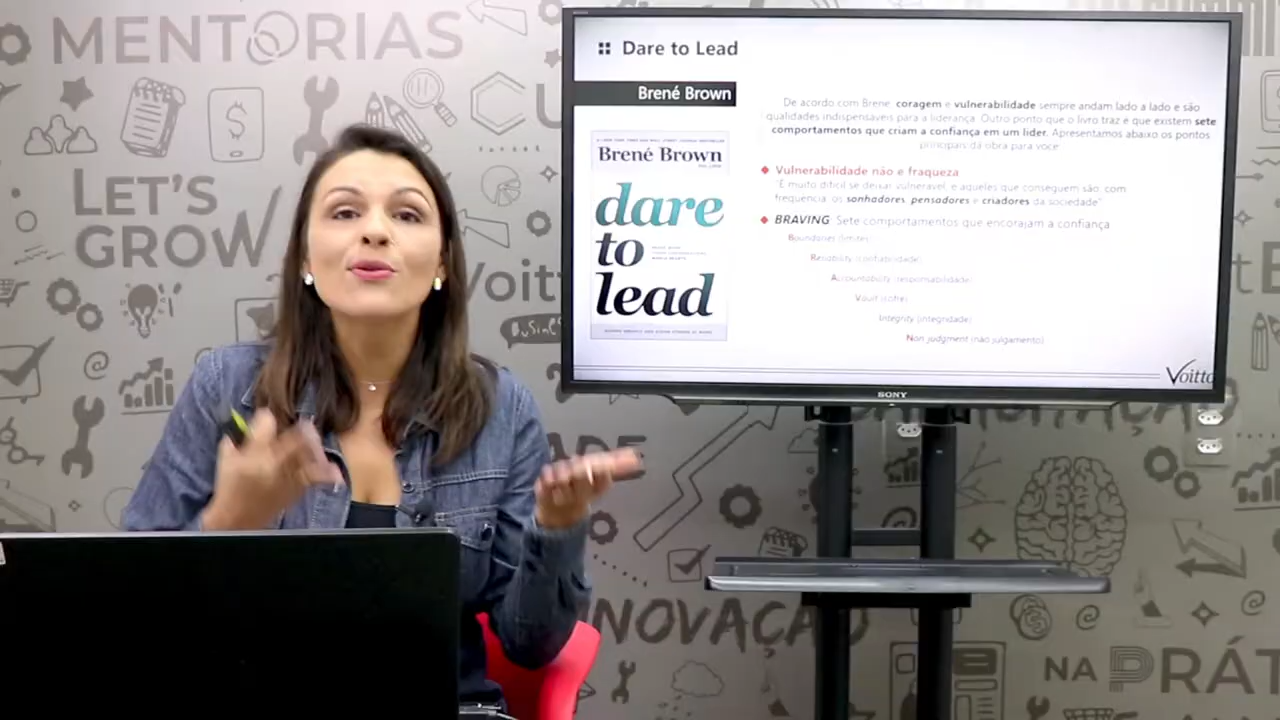 MENTORIAS
LET'S
GROW
Voitt
BUSINES
TARGET
Dare to Lead
Brené Brown
De acordo com Brene, coragem e vulnerabilidade sempre andam lado a lado e são
qualidades indispensáveis para a liderança. Outro ponto que o livro traz é que existem sete
comportamentos que criam a confiança em um líder. Apresentamos abaixo os pontos
principais da obra para você:
Brené Brown
dare
to
lead
Vulnerabilidade não é fraqueza
"É muito difícil se deixar vulnerável, e aqueles que conseguem são, com
frequência, os sonhadores, pensadores e criadores da sociedade"
BRAVING: Sete comportamentos que encorajam a confiança
Boundaries (limites)
Reliability (confiabilidade)
Accountability (responsabilidade)
Vault (cofre)
Integrity (integridade)
Non judgment (não julgamento)
Voitto
SONY
ADE
NOVAÇÃO
NA PRÁT